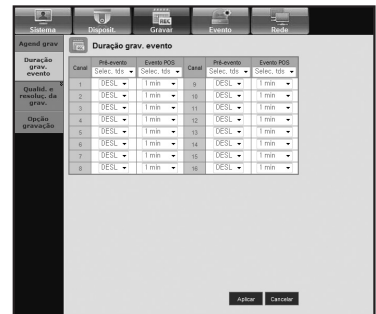 Sistema Disposit. Gravar Evento Rede
REC
Agend grav
Duração grav. evento
Duração
grav.
evento
Qualid. e
resoluç. da
grav.
Opção
gravação
Canal Pré-evento Evento POS Canal Pré-evento Evento POS
Selec. tds Selec. tds Selec. tds Selec. tds
1 DESL 1 min 9 DESL 1 min
2 DESL 1 min 10 DESL 1 min
3 DESL 1 min 11 DESL 1 min
4 DESL 1 min 12 DESL 1 min
5 DESL 1 min 13 DESL 1 min
6 DESL 1 min 14 DESL 1 min
7 DESL 1 min 15 DESL 1 min
8 DESL 1 min 16 DESL 1 min
Aplicar Cancelar